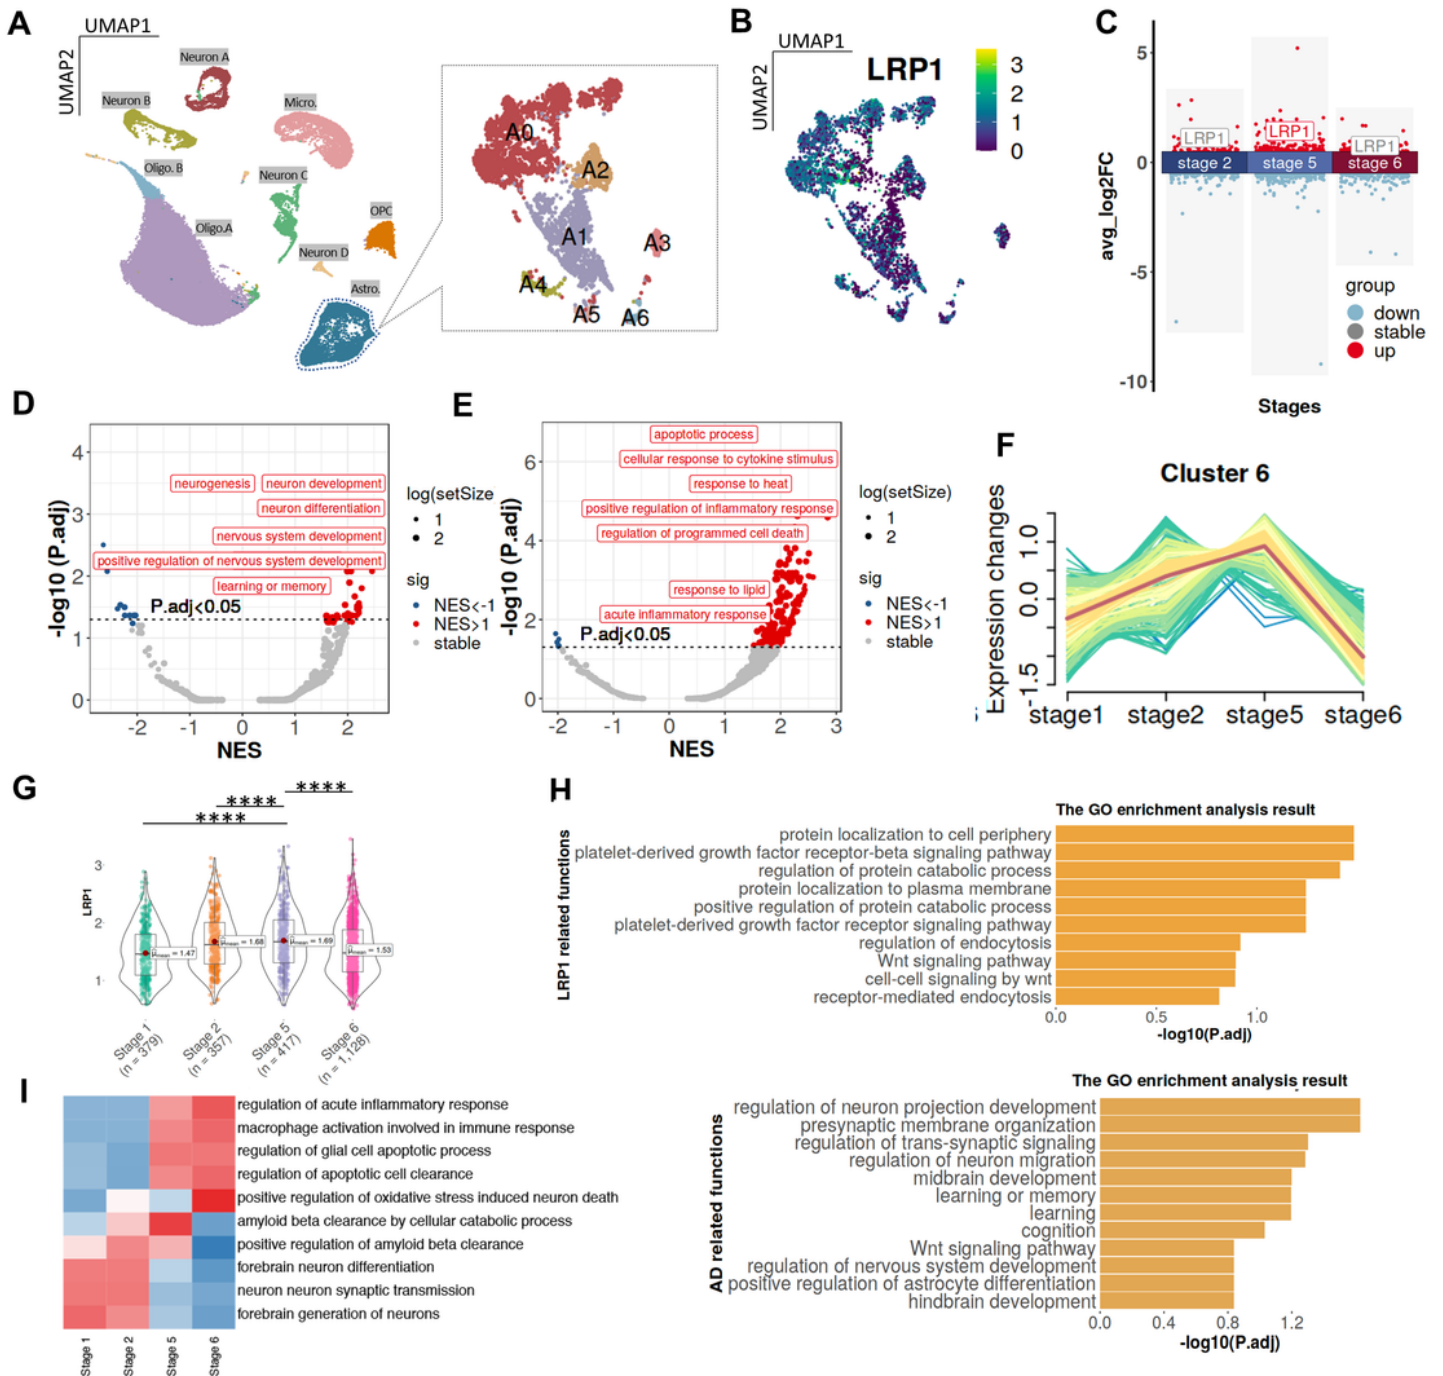 A
UMAP1
UMAP2
Neuron A
Neuron B
Micro.
Oligo. B
Neuron C
Oligo.A
OPC
Neuron D
Astro.
A0
A2
A1
A3
A4
A5
A6
B
UMAP1
UMAP2
LRP1
3
2
1
0
C
avg_log2FC
5
0
-5
-10
LRP1
LRP1
LRP1
stage 2
stage 5
stage 6
group
down
stable
up
Stages
D
-log10 (P.adj)
4
3
2
1
0
neurogenesis
neuron development
neuron differentiation
nervous system development
positive regulation of nervous system development
learning or memory
P.adj<0.05
-2
-1
0
1
2
NES
log(setSize
1
2
sig
NES<-1
NES>1
stable
E
-log10 (P.adj)
6
4
2
0
apoptotic process
cellular response to cytokine stimulus
response to heat
positive regulation of inflammatory response
regulation of programmed cell death
response to lipid
acute inflammatory response
P.adj<0.05
-2
-1
0
1
2
3
NES
log(setSize)
1
2
sig
NES<-1
NES>1
stable
F
Cluster 6
Expression changes
1.0
0.0
-1.5
stage1
stage2
stage5
stage6
G
****
****
****
LRP1
3
2
1
μ̂mean = 1.47
μ̂mean = 1.68
μ̂mean = 1.69
μ̂mean = 1.53
Stage 1
(n = 379)
Stage 2
(n = 357)
Stage 5
(n = 417)
Stage 6
(n = 1,128)
H
The GO enrichment analysis result
LRP1 related functions
protein localization to cell periphery
platelet-derived growth factor receptor-beta signaling pathway
regulation of protein catabolic process
protein localization to plasma membrane
positive regulation of protein catabolic process
platelet-derived growth factor receptor signaling pathway
regulation of endocytosis
Wnt signaling pathway
cell-cell signaling by wnt
receptor-mediated endocytosis
0.0
0.5
1.0
-log10(P.adj)
The GO enrichment analysis result
AD related functions
regulation of neuron projection development
presynaptic membrane organization
regulation of trans-synaptic signaling
regulation of neuron migration
midbrain development
learning or memory
learning
cognition
Wnt signaling pathway
regulation of nervous system development
positive regulation of astrocyte differentiation
hindbrain development
0.0
0.4
0.8
1.2
-log10(P.adj)
I
regulation of acute inflammatory response
macrophage activation involved in immune response
regulation of glial cell apoptotic process
regulation of apoptotic cell clearance
positive regulation of oxidative stress induced neuron death
amyloid beta clearance by cellular catabolic process
positive regulation of amyloid beta clearance
forebrain neuron differentiation
neuron neuron synaptic transmission
forebrain generation of neurons
Stage 1
Stage 2
Stage 5
Stage 6